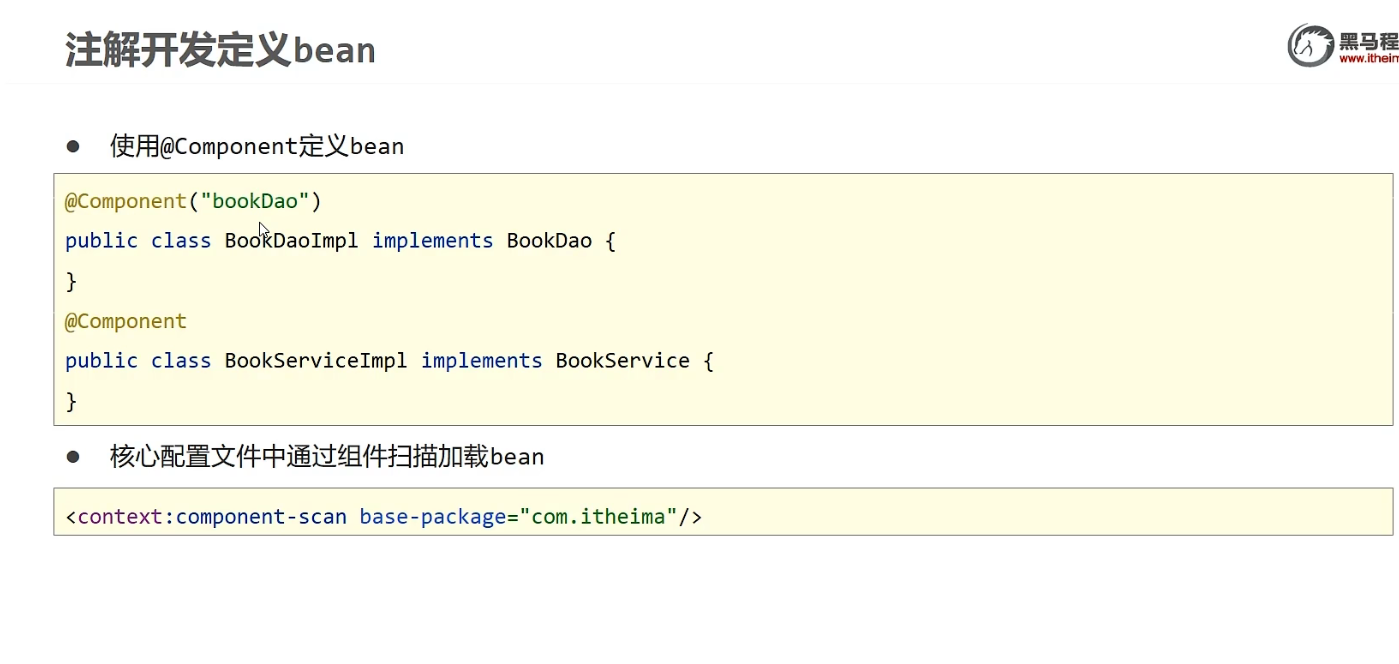 注解开发定义bean
黑马程
www.itheim
使用@Component定义bean
@Component("bookDao")
public class BookDaoImpl implements BookDao {
}
@Component
public class BookServiceImpl implements BookService {
}
核心配置文件中通过组件扫描加载bean
<context:component-scan base-package="com.itheima"/>